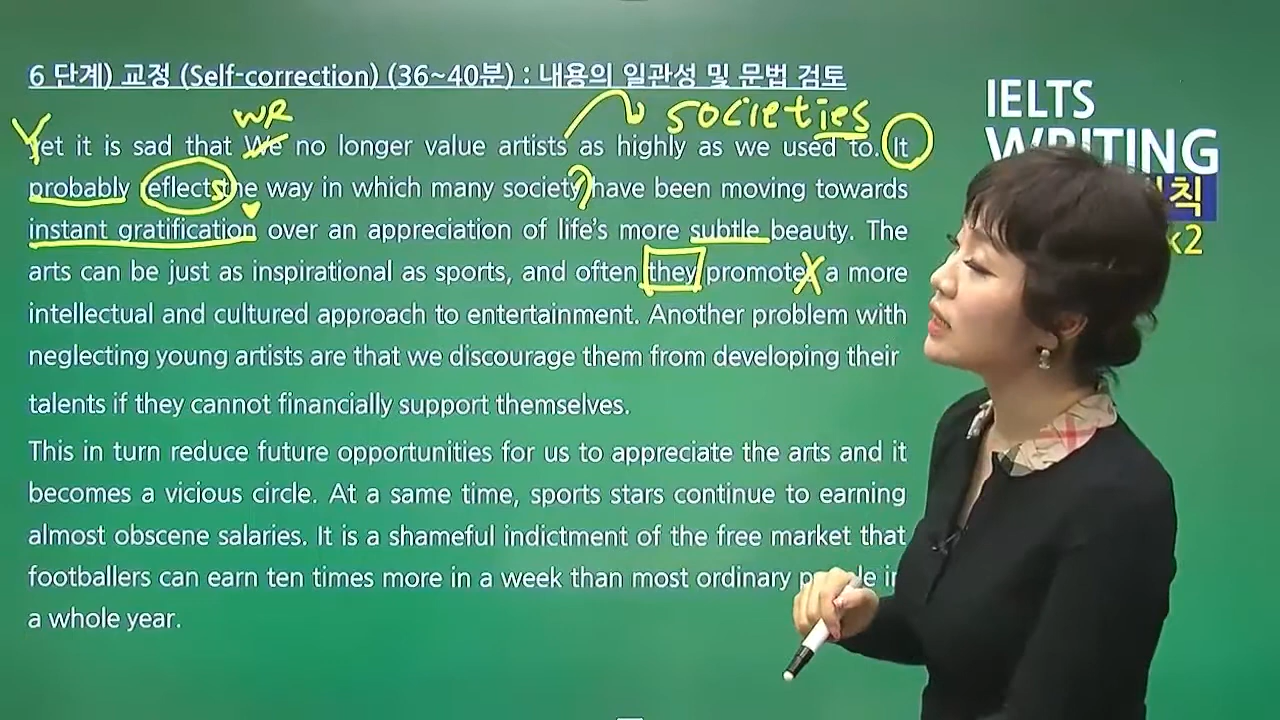 6 단계) 교정 (Self-correction) (36~40분) : 내용의 일관성 및 문법 검토
we
societies
Yet it is sad that We no longer value artists as highly as we used to. It
probably reflects the way in which many society have been moving towards
instant gratification over an appreciation of life's more subtle beauty. The
arts can be just as inspirational as sports, and often they promote a more
intellectual and cultured approach to entertainment. Another problem with
neglecting young artists are that we discourage them from developing their
talents if they cannot financially support themselves.
This in turn reduce future opportunities for us to appreciate the arts and it
becomes a vicious circle. At a same time, sports stars continue to earning
almost obscene salaries. It is a shameful indictment of the free market that
footballers can earn ten times more in a week than most ordinary people in
a whole year.
IELTS
WRITING
칙
k2